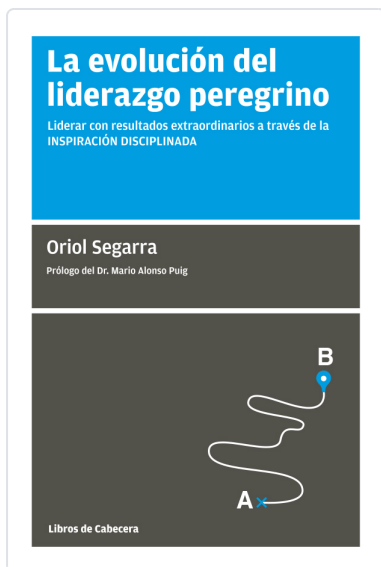 La evolución del
liderazgo peregrino
Liderar con resultados extraordinarios a través de la
INSPIRACIÓN DISCIPLINADA
Oriol Segarra
Prólogo del Dr. Mario Alonso Puig
B
A
Libros de Cabecera